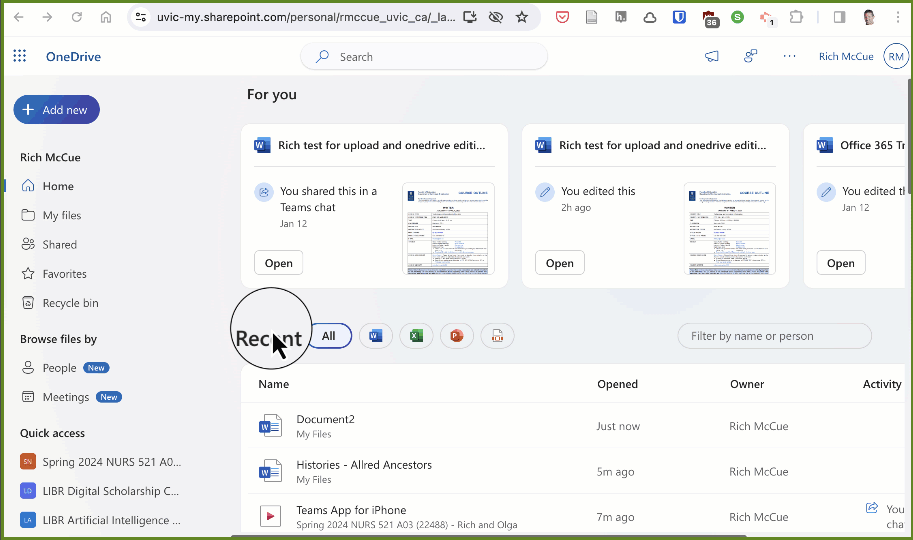 uvic-my.sharepoint.com/personal/rmccue_uvic_ca/_la...
36
S
1
OneDrive
Search
Rich McCue
RM
Add new
Rich McCue
Home
My files
Shared
Favorites
Recycle bin
Browse files by
People New
Meetings New
Quick access
SN Spring 2024 NURS 521 A0...
LD LIBR Digital Scholarship C...
LA LIBR Artificial Intelligence ...
For you
Rich test for upload and onedrive editi...
You shared this in a
Teams chat
Jan 12
Open
Rich test for upload and onedrive editi...
You edited this
2h ago
Open
Office 365 Tr
You edited th
Jan 12
Open
Recent
All
Filter by name or person
Name Opened Owner Activity
Document2
My Files
Just now
Rich McCue
Histories - Allred Ancestors
My Files
5m ago
Rich McCue
Teams App for iPhone
Spring 2024 NURS 521 A03 (22488) - Rich and Olga
7m ago
Rich McCue
You
cha